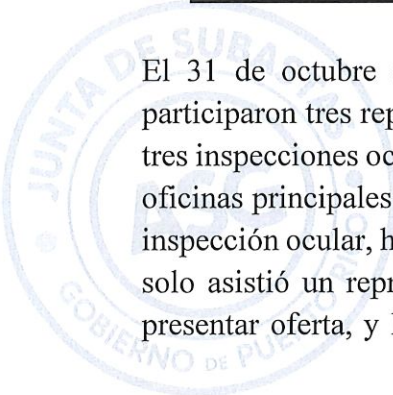 El 31 de octubre
participaron tres rep
tres inspecciones oc
oficinas principales
inspección ocular, h
solo asistió un repr
presentar oferta, y
JUNTA DE SUBASTAS
ASG
GOBIERNO DE PUERTO RICO